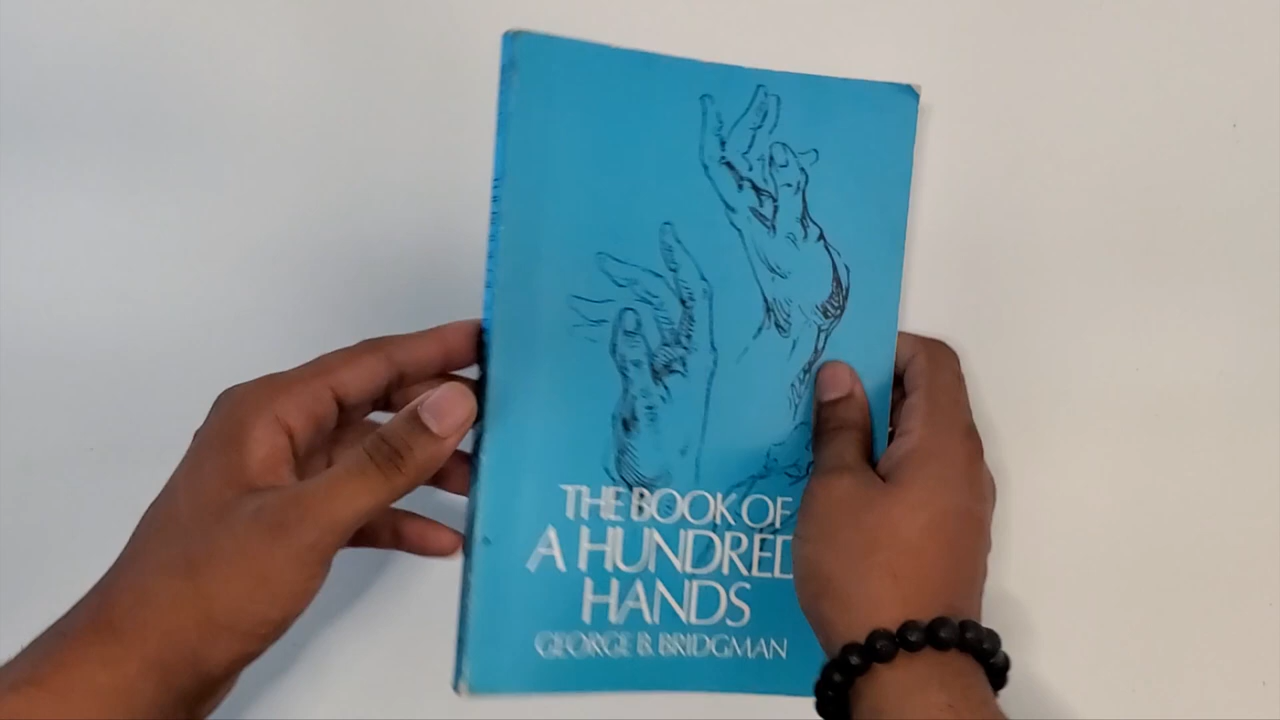 THE BOOK OF
A HUNDRED
HANDS
GEORGE B. BRIDGMAN